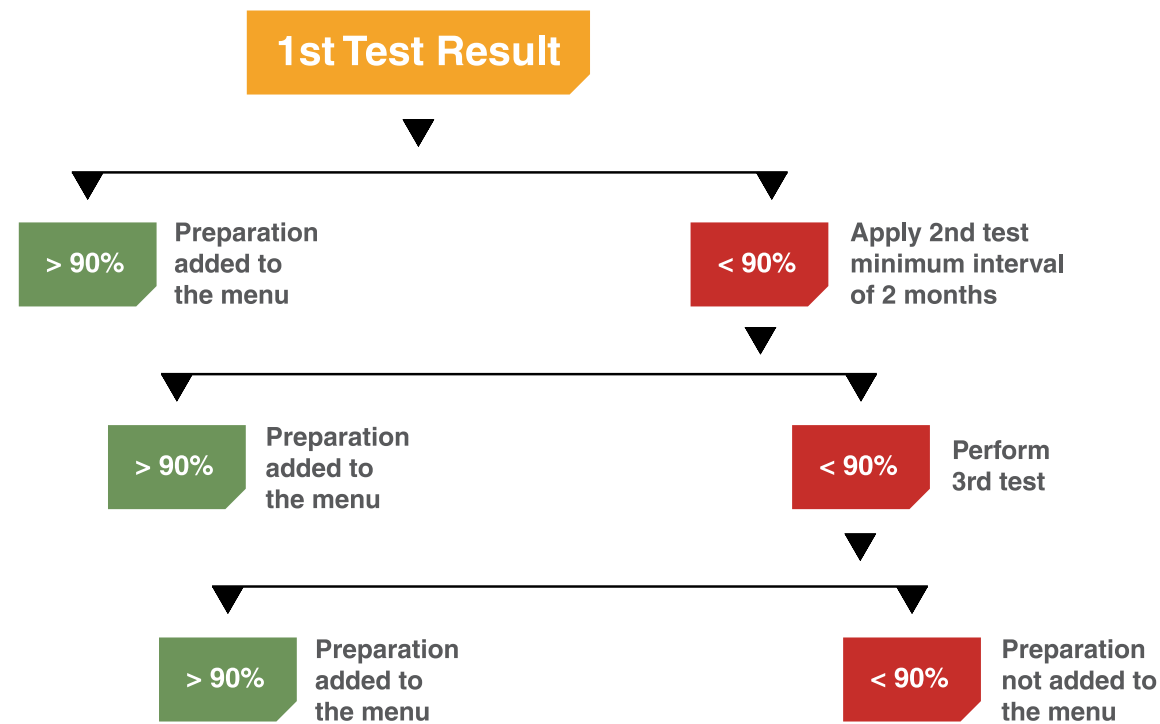 1st Test Result
> 90%
Preparation
added to
the menu
< 90%
Apply 2nd test
minimum interval
of 2 months
> 90%
Preparation
added to
the menu
< 90%
Perform
3rd test
> 90%
Preparation
added to
the menu
< 90%
Preparation
not added to
the menu